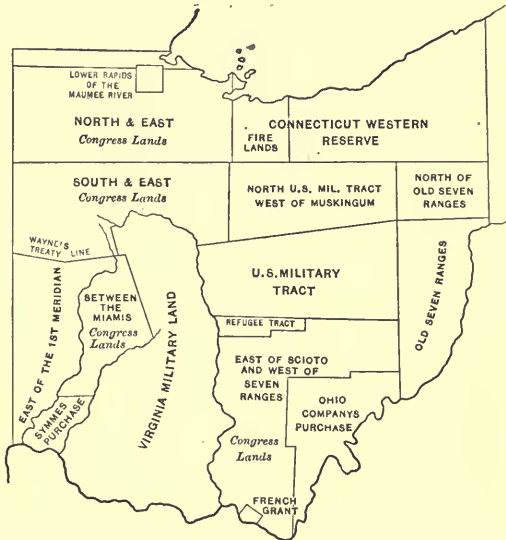 LOWER RAPIDS
OF THE
MAUMEE RIVER
NORTH & EAST
Congress Lands
FIRE
LANDS
CONNECTICUT WESTERN
RESERVE
SOUTH & EAST
Congress Lands
NORTH U.S. MIL. TRACT
WEST OF MUSKINGUM
NORTH OF
OLD SEVEN
RANGES
WAYNE'S
TREATY LINE
U.S. MILITARY
TRACT
BETWEEN
THE
MIAMIS
Congress
Lands
EAST OF THE 1ST MERIDIAN
VIRGINIA MILITARY LAND
OLD SEVEN RANGES
REFUGEE TRACT
EAST OF SCIOTO
AND WEST OF
SEVEN
RANGES
OHIO
COMPANYS
PURCHASE
SYMMES
PURCHASE
Congress
Lands
FRENCH
GRANT